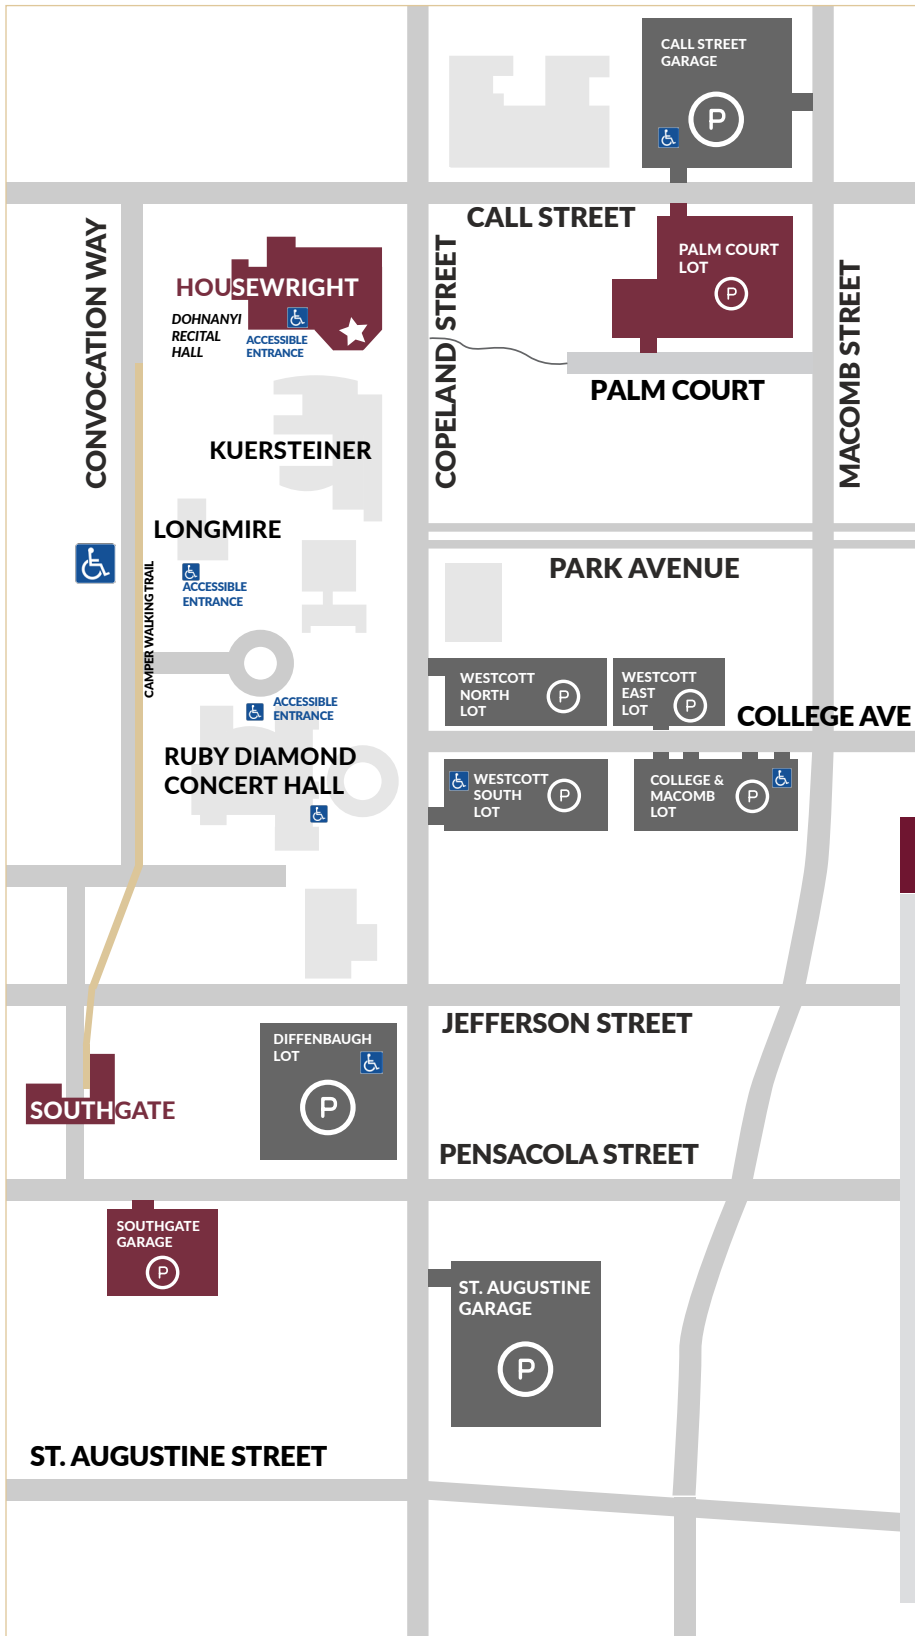 CALL STREET
GARAGE
P
CALL STREET
CONVOCATION WAY
COPELAND STREET
MACOMB STREET
PALM COURT
LOT
P
HOUSEWRIGHT
DOHNANYI
RECITAL
HALL
ACCESSIBLE
ENTRANCE
PALM COURT
KUERSTEINER
LONGMIRE
ACCESSIBLE
ENTRANCE
CAMPER WALKING TRAIL
PARK AVENUE
WESTCOTT
NORTH
LOT
P
WESTCOTT
EAST
LOT
P
ACCESSIBLE
ENTRANCE
COLLEGE AVE
RUBY DIAMOND
CONCERT HALL
WESTCOTT
SOUTH
LOT
P
COLLEGE &
MACOMB
LOT
P
JEFFERSON STREET
DIFFENBAUGH
LOT
P
SOUTHGATE
PENSACOLA STREET
SOUTHGATE
GARAGE
P
ST. AUGUSTINE
GARAGE
P
ST. AUGUSTINE STREET